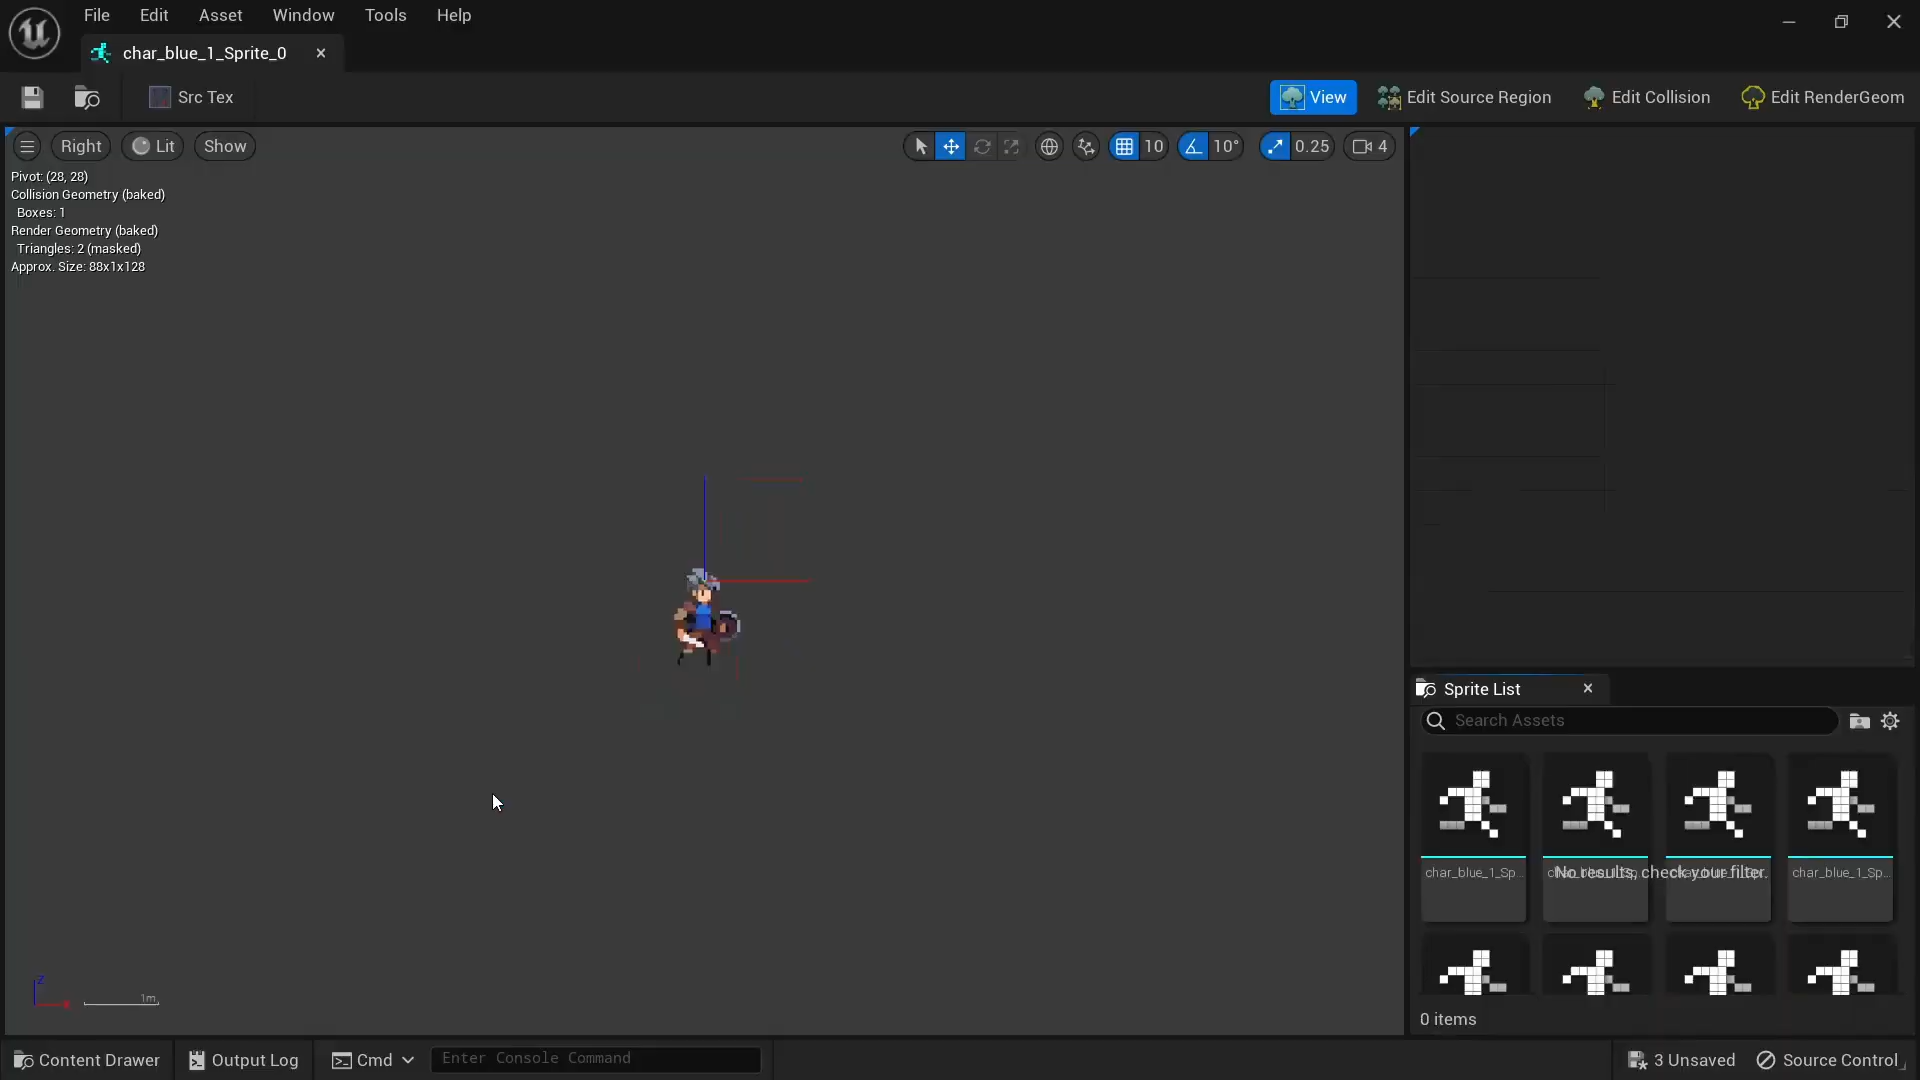 File Edit Asset Window Tools Help
char_blue_1_Sprite_0
Src Tex
View Edit Source Region Edit Collision Edit RenderGeom
Right Lit Show
10 10° 0.25 4
Pivot: (28, 28)
Collision Geometry (baked)
Boxes: 1
Render Geometry (baked)
Triangles: 2 (masked)
Approx. Size: 88x1x128
Z
1m
Sprite List
Search Assets
char_blue_1_Sp... char_blue_1_Sp...
No results, check your filter.
0 items
Content Drawer Output Log Cmd Enter Console Command
3 Unsaved Source Control